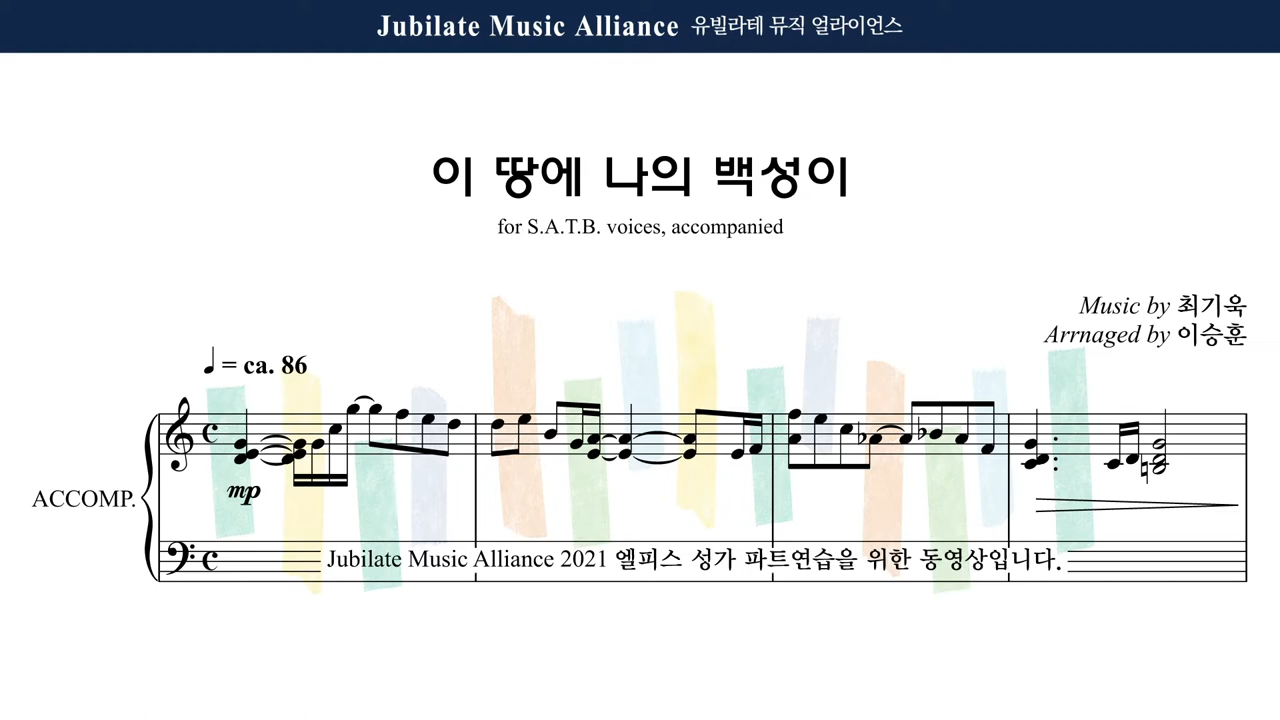 Jubilate Music Alliance 유빌라테 뮤직 얼라이언스
이 땅에 나의 백성이
for S.A.T.B. voices, accompanied
Music by 최기욱
Arrnaged by 이승훈
♩ = ca. 86
mp
ACCOMP.
Jubilate Music Alliance 2021 엘피스 성가 파트연습을 위한 동영상입니다.